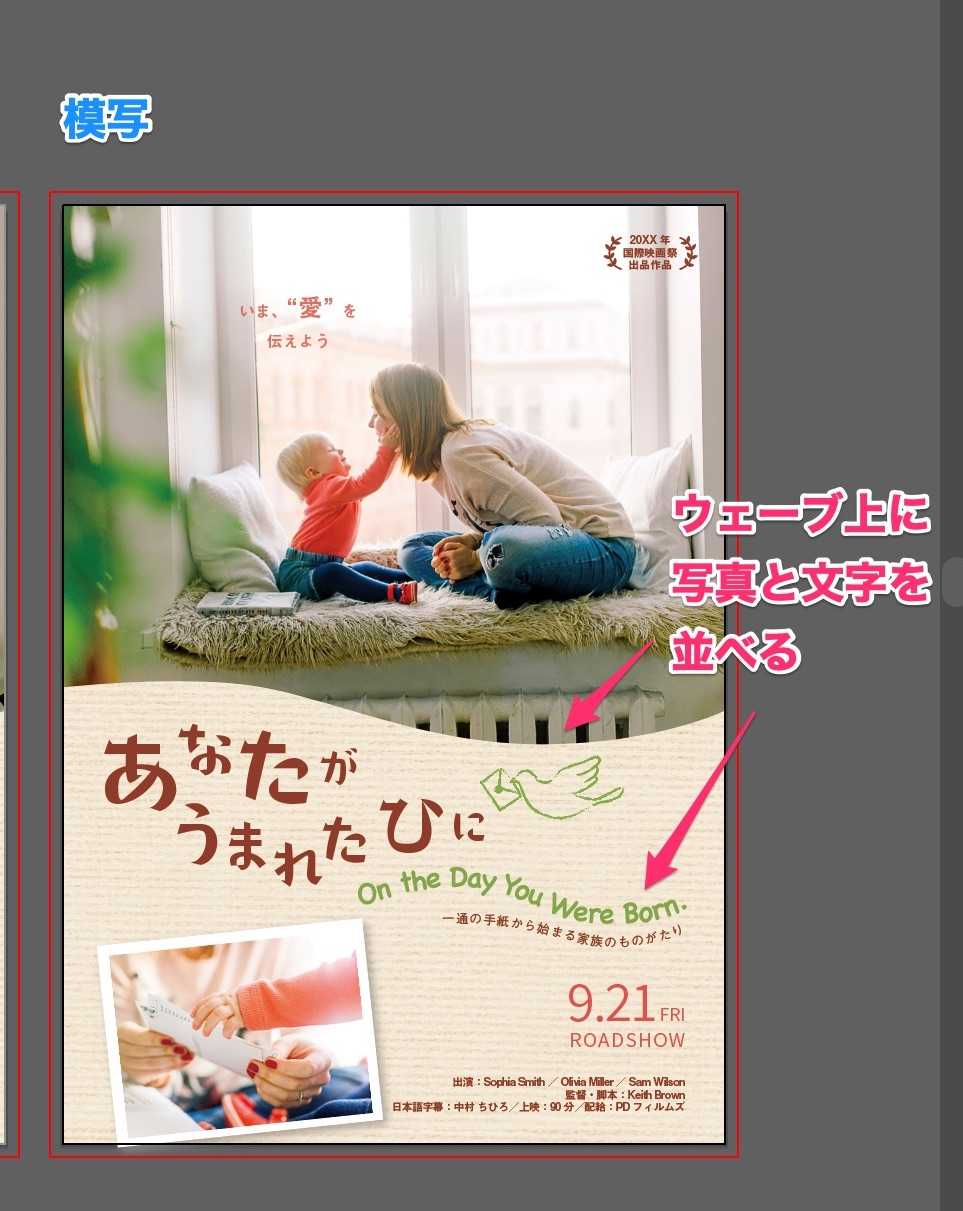 模写
20XX 年
国際映画祭
出品作品
いま、“愛”を
伝えよう
ウェーブ上に
写真と文字を
並べる
あなたが
うまれたひに
On the Day You Were Born.
一通の手紙から始まる家族のものがたり
9.21 FRI
ROADSHOW
出演：Sophia Smith ／ Olivia Miller ／ Sam Wilson
監督・脚本：Keith Brown
日本語字幕：中村 ちひろ／上映：90 分／配給：PD フィルムズ